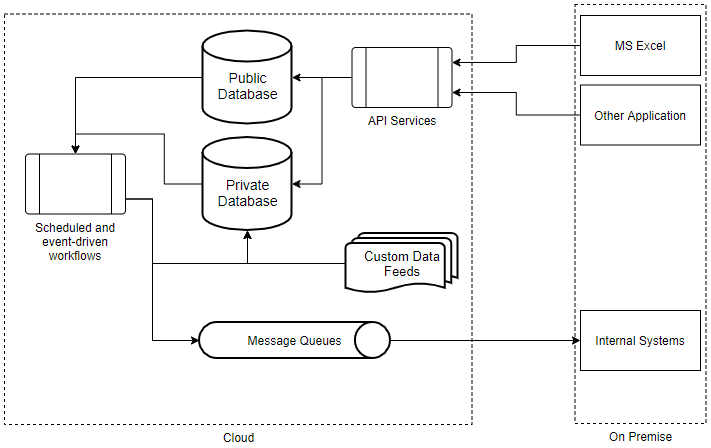 Public
Database
MS Excel
API Services
Other Application
Private
Database
Scheduled and
event-driven
workflows
Custom Data
Feeds
Message Queues
Internal Systems
Cloud
On Premise